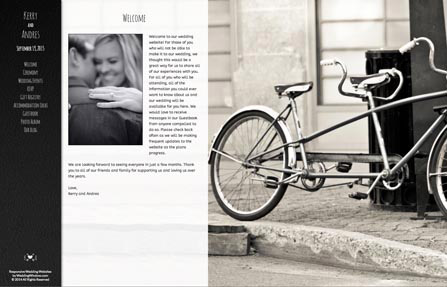 Kerry
and
Andres
September 19, 2015
Welcome
Ceremony
Wedding Events
RSVP
Gift Registry
Accommodation Ideas
Guestbook
Photo Album
Our Blog
Responsive Wedding Websites
by WeddingWindow.com
© 2014 All Rights Reserved.
Welcome
Welcome to our wedding
website! For those of you
who will not be able to
make it to our wedding, we
thought this would be a
great way for us to share all
of our experiences with you.
For all of you who will be
attending, all of the
information you could ever
want to know about us and
our wedding will be
available for you here. We
would love to receive
messages in our Guestbook
from anyone compelled to
do so. Please check back
often as we will be making
frequent updates to the
website as the plans
progress.
We are looking forward to seeing everyone in just a few months. Thank
you to all of our friends and family for supporting us and loving us over
the years.
Love,
Kerry and Andres